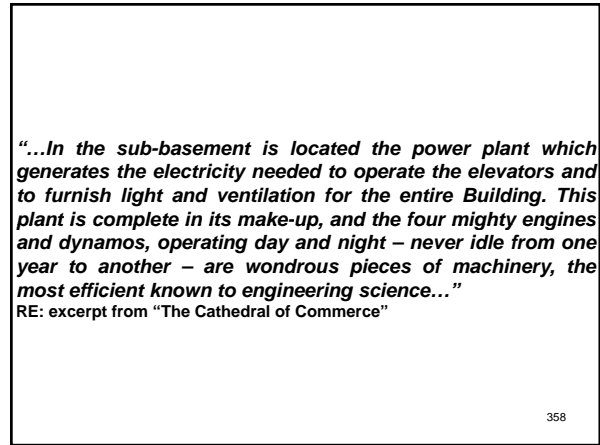 “…In the sub-basement is located the power plant which
generates the electricity needed to operate the elevators and
to furnish light and ventilation for the entire Building. This
plant is complete in its make-up, and the four mighty engines
and dynamos, operating day and night – never idle from one
year to another – are wondrous pieces of machinery, the
most efficient known to engineering science…”
RE: excerpt from “The Cathedral of Commerce”
358